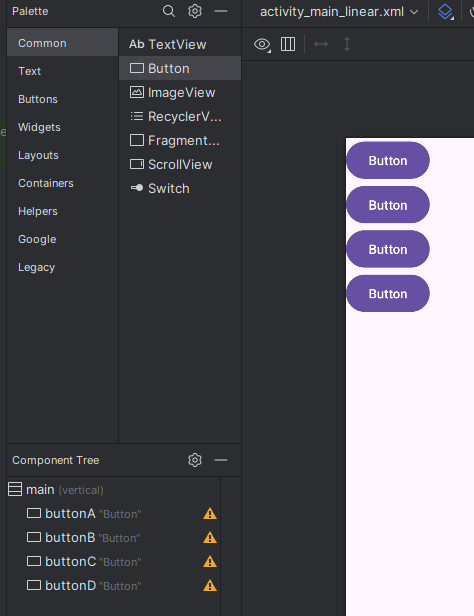 Palette
activity_main_linear.xml
Common
Text
Buttons
Widgets
Layouts
Containers
Helpers
Google
Legacy
Ab TextView
Button
ImageView
RecyclerV...
Fragment...
ScrollView
Switch
Button
Button
Button
Button
Component Tree
main (vertical)
buttonA "Button"
buttonB "Button"
buttonC "Button"
buttonD "Button"